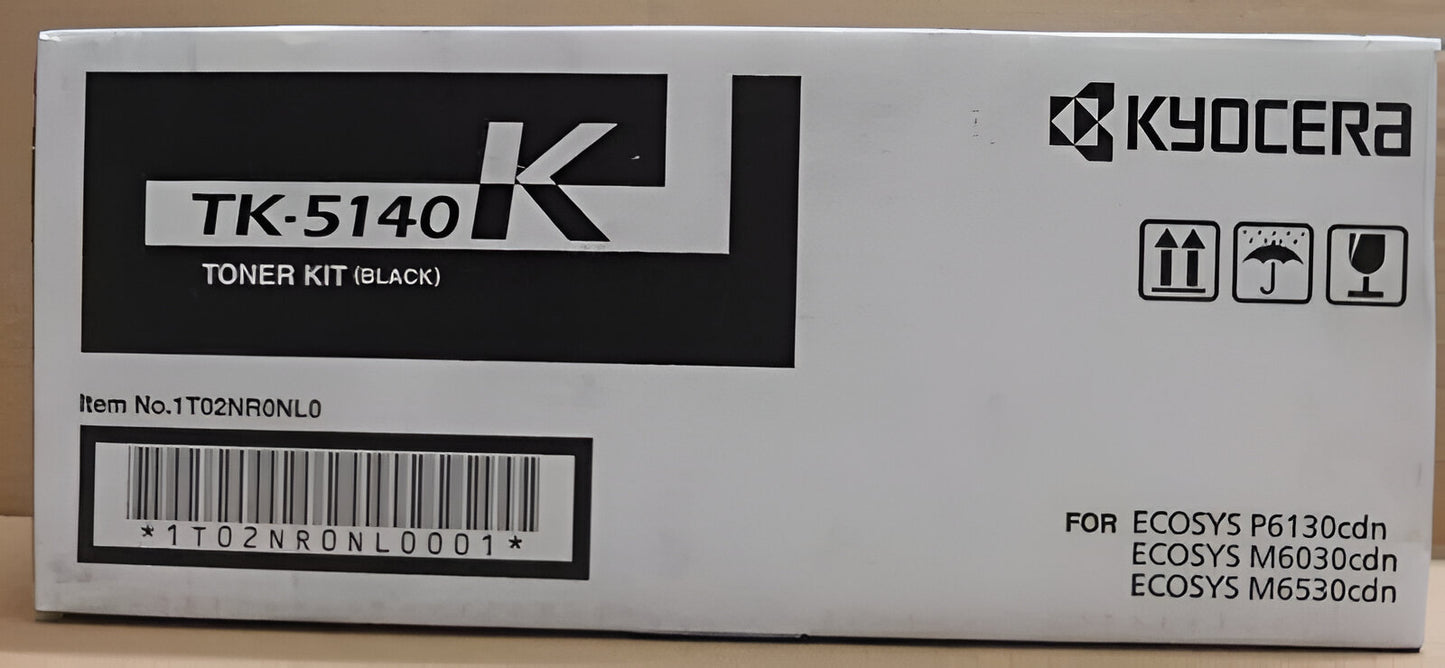 TK-5140K
TONER KIT (BLACK)
KYOCERA
Item No.1T02NR0NL0
*1T02NR0NL0001*
FOR ECOSYS P6130cdn
ECOSYS M6030cdn
ECOSYS M6530cdn